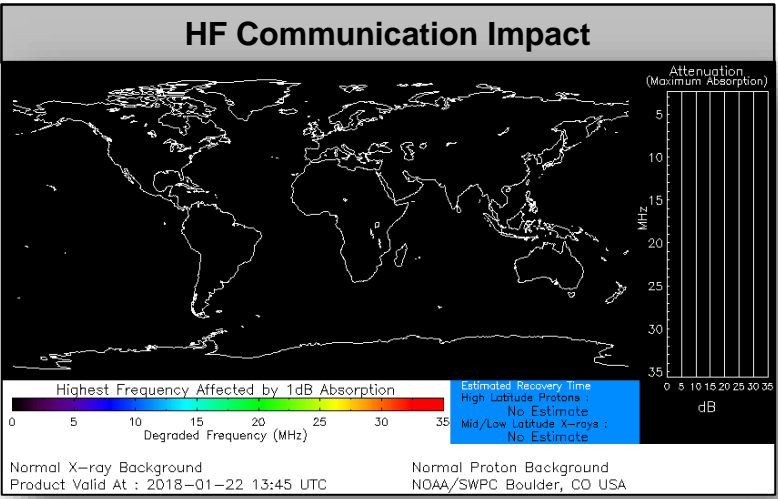 HF Communication Impact
Attenuation
(Maximum Absorption)
5
10
15
MHz
20
25
30
35
0 5 10 15 20 25 30 35
dB
Highest Frequency Affected by 1dB Absorption
0 5 10 15 20 25 30 35
Degraded Frequency (MHz)
Estimated Recovery Time
High Latitude Protons :
No Estimate
Mid/Low Latitude X-rays :
No Estimate
Normal X-ray Background
Normal Proton Background
Product Valid At : 2018-01-22 13:45 UTC
NOAA/SWPC Boulder, CO USA